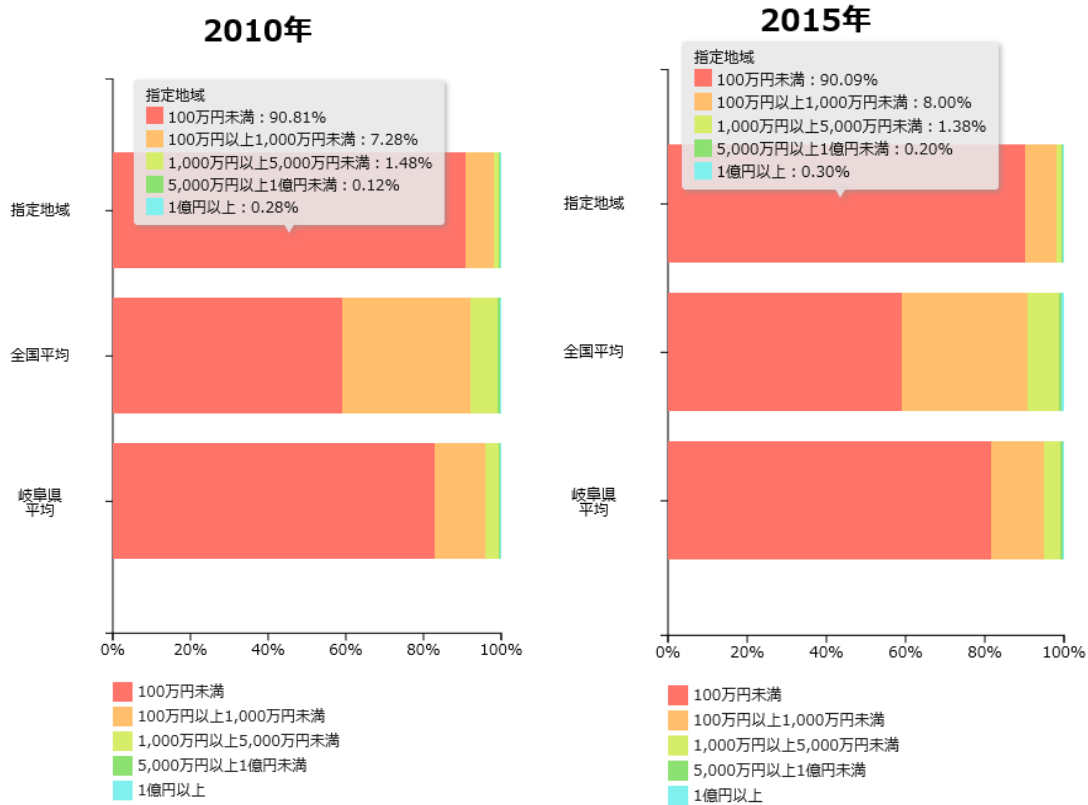 2010年
指定地域
100万円未満：90.81%
100万円以上1,000万円未満：7.28%
1,000万円以上5,000万円未満：1.48%
5,000万円以上1億円未満：0.12%
1億円以上：0.28%
指定地域
全国平均
岐阜県
平均
0%
20%
40%
60%
80%
100%
100万円未満
100万円以上1,000万円未満
1,000万円以上5,000万円未満
5,000万円以上1億円未満
1億円以上
2015年
指定地域
100万円未満：90.09%
100万円以上1,000万円未満：8.00%
1,000万円以上5,000万円未満：1.38%
5,000万円以上1億円未満：0.20%
1億円以上：0.30%
指定地域
全国平均
岐阜県
平均
0%
20%
40%
60%
80%
100%
100万円未満
100万円以上1,000万円未満
1,000万円以上5,000万円未満
5,000万円以上1億円未満
1億円以上